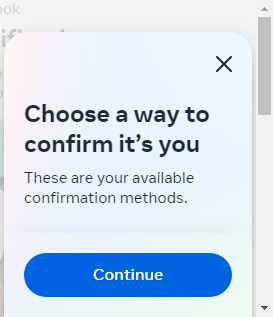 ook
Choose a way to
confirm it's you
These are your available
confirmation methods.
Continue